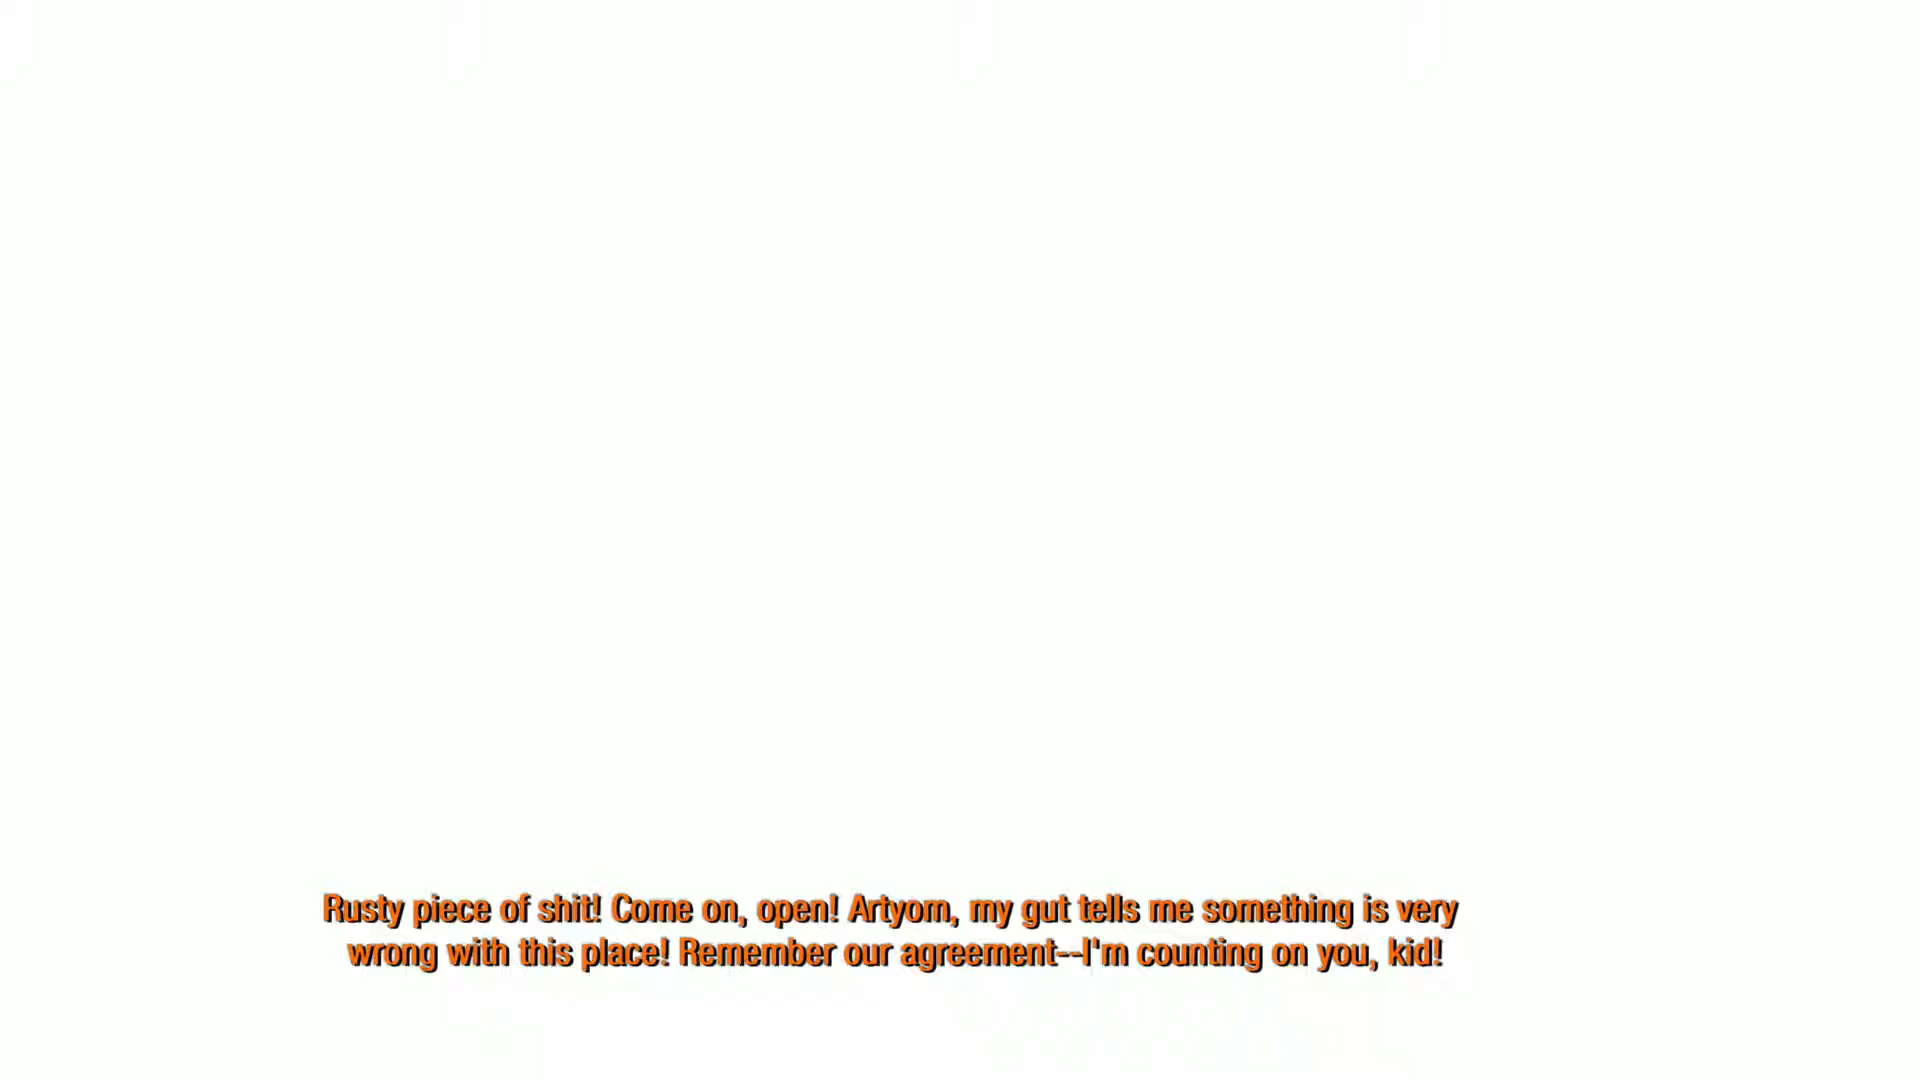 Rusty piece of shit! Come on, open! Artyom, my gut tells me something is very
wrong with this place! Remember our agreement--I'm counting on you, kid!